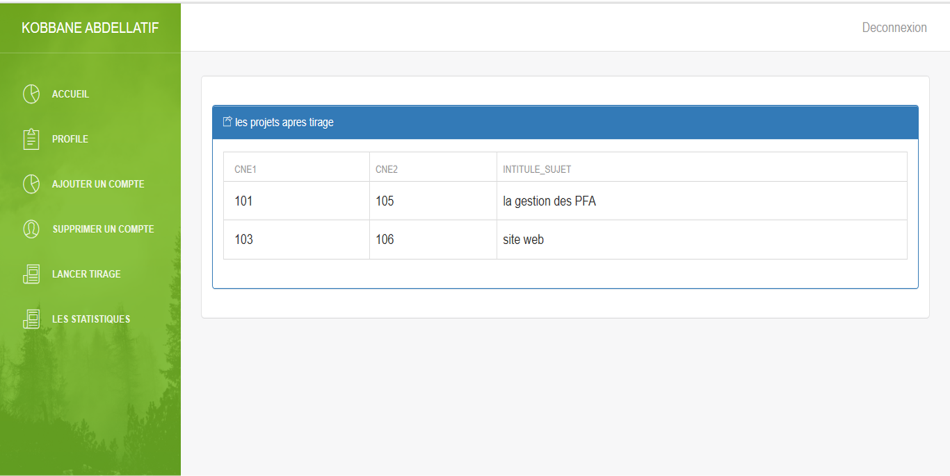 KOBBANE ABDELLATIF
Deconnexion
ACCUEIL
PROFILE
AJOUTER UN COMPTE
SUPPRIMER UN COMPTE
LANCER TIRAGE
LES STATISTIQUES
les projets apres tirage
CNE1 CNE2 INTITULE_SUJET
101 105 la gestion des PFA
103 106 site web